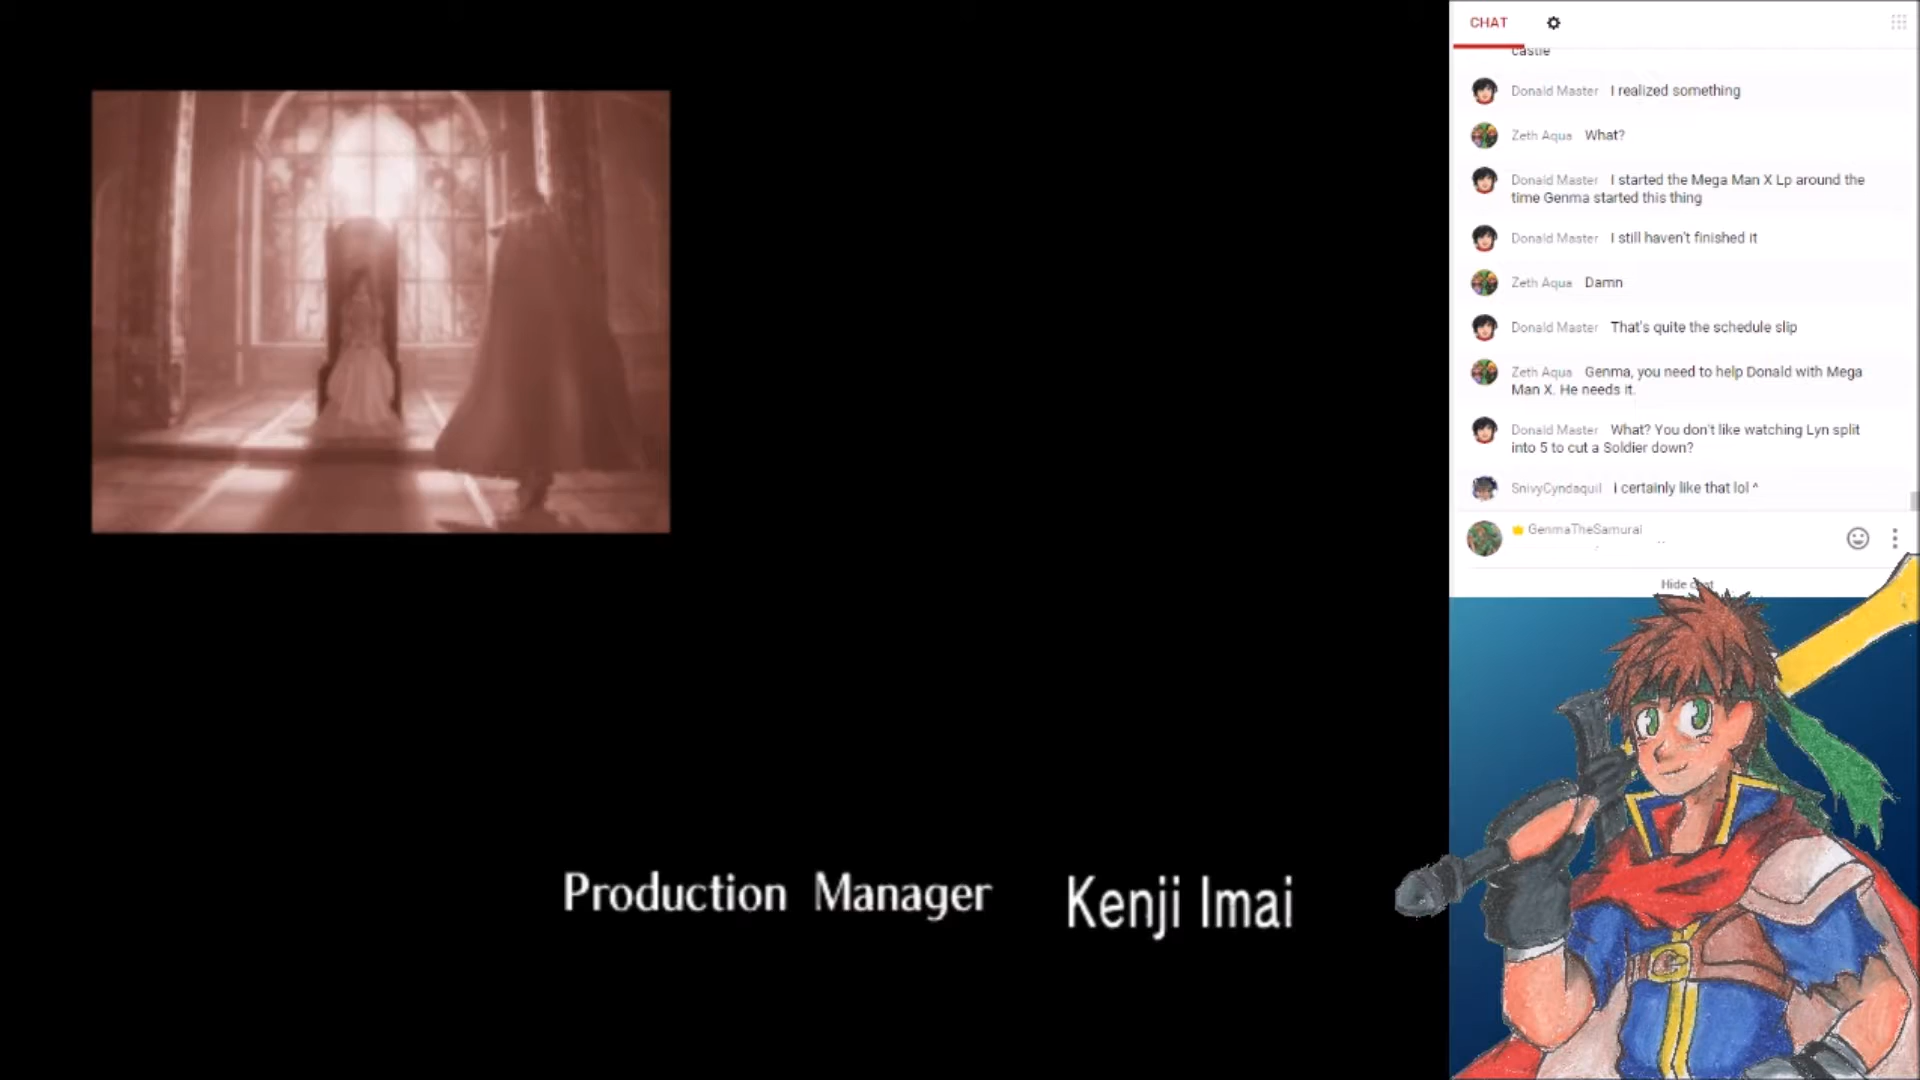 CHAT
castle
Donald Master I realized something
Zeth Aqua What?
Donald Master I started the Mega Man X Lp around the
time Genma started this thing
Donald Master I still haven't finished it
Zeth Aqua Damn
Donald Master That's quite the schedule slip
Zeth Aqua Genma, you need to help Donald with Mega
Man X. He needs it.
Donald Master What? You don't like watching Lyn split
into 5 to cut a Soldier down?
SnivyCyndaquil I certainly like that lol ^
GenmaTheSamurai
Hide chat
Production Manager Kenji Imai